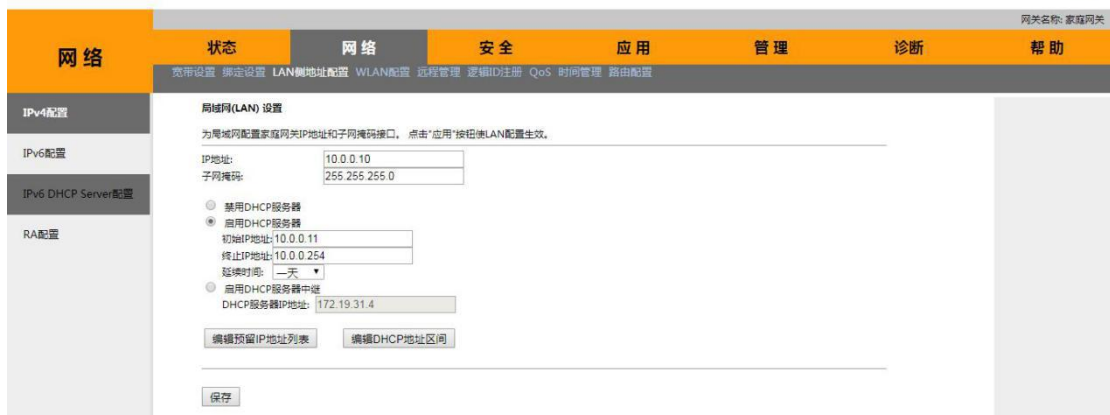 网关名称: 家庭网关
网络
状态 网络 安全 应用 管理 诊断 帮助
宽带设置 绑定设置 LAN侧地址配置 WLAN配置 远程管理 逻辑ID注册 QoS 时间管理 路由配置
IPv4配置
IPv6配置
IPv6 DHCP Server配置
RA配置
局域网(LAN) 设置
为局域网配置家庭网关IP地址和子网掩码接口。 点击"应用"按钮使LAN配置生效。
IP地址: 10.0.0.10
子网掩码: 255.255.255.0
禁用DHCP服务器
启用DHCP服务器
初始IP地址: 10.0.0.11
终止IP地址: 10.0.0.254
延续时间: 一天
启用DHCP服务器中继
DHCP服务器IP地址: 172.19.31.4
编辑预留IP地址列表 编辑DHCP地址区间
保存